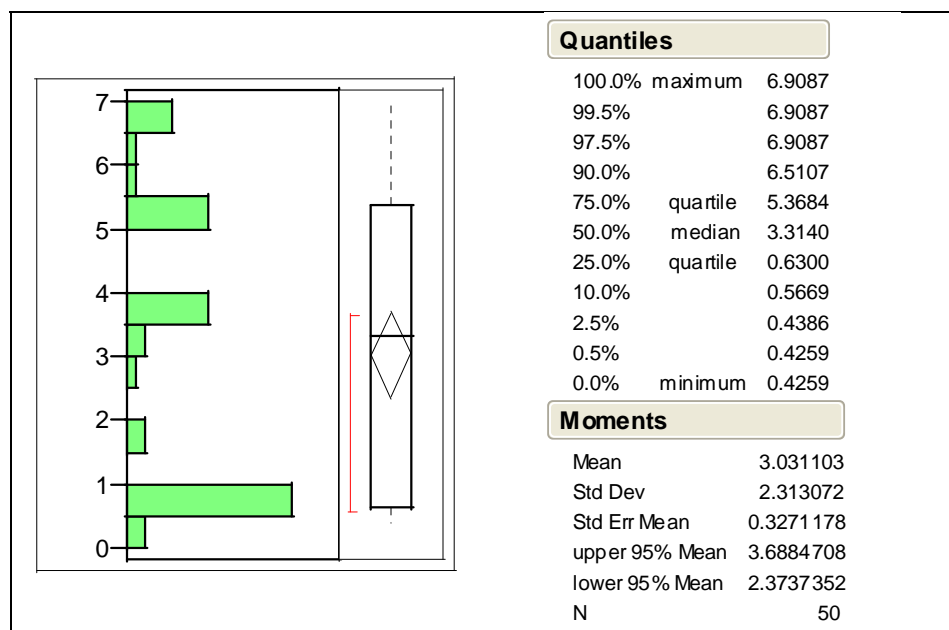 7
6
5
4
3
2
1
0
Quantiles
100.0% maximum 6.9087
99.5% 6.9087
97.5% 6.9087
90.0% 6.5107
75.0% quartile 5.3684
50.0% median 3.3140
25.0% quartile 0.6300
10.0% 0.5669
2.5% 0.4386
0.5% 0.4259
0.0% minimum 0.4259
Moments
Mean 3.031103
Std Dev 2.313072
Std Err Mean 0.3271178
upper 95% Mean 3.6884708
lower 95% Mean 2.3737352
N 50